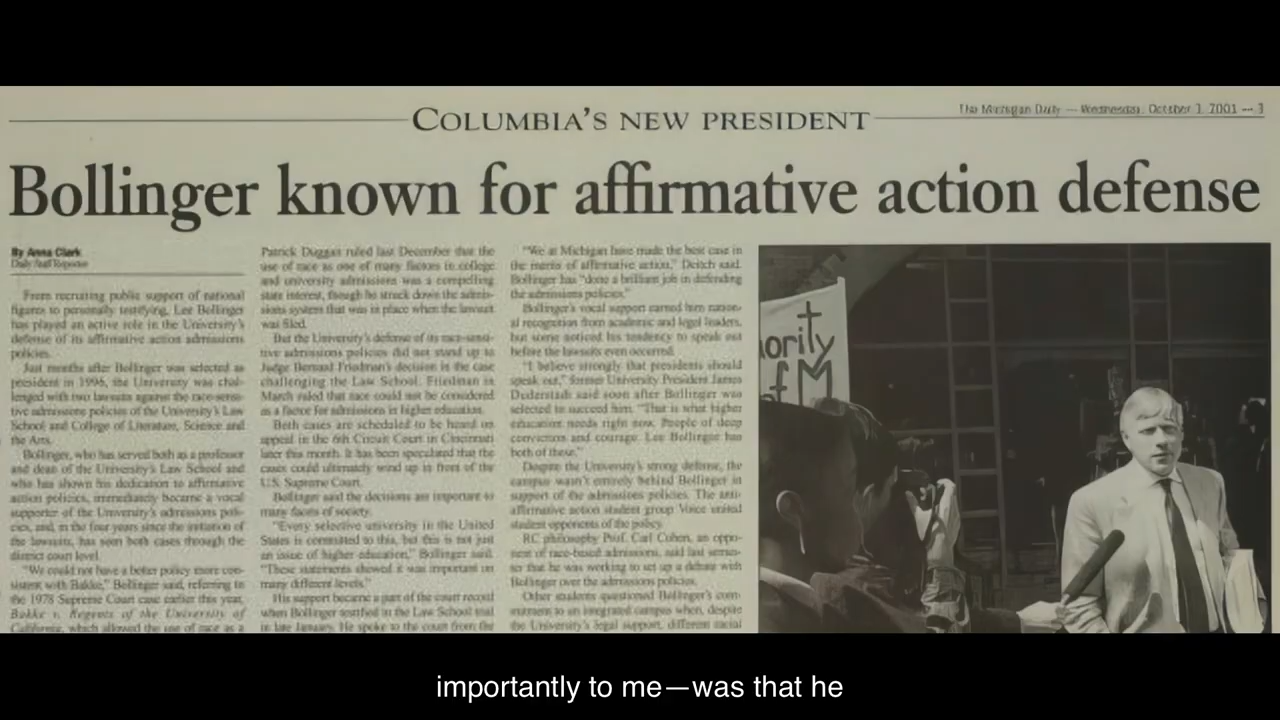 COLUMBIA'S NEW PRESIDENT
The Michigan Daily — Wednesday, October 3, 2001 — 3
Bollinger known for affirmative action defense
By Anna Clark
Daily Staff Reporter
From recruiting public support of national
figures to personally testifying, Lee Bollinger
has played an active role in the University's
defense of its affirmative action admissions
policies.
Just months after Bollinger was selected as
president in 1996, the University was chal-
lenged with two lawsuits against the race-sensi-
tive admissions policies of the University's Law
School and College of Literature, Science and
the Arts.
Bollinger, who has served both as a professor
and dean of the University's Law School and
who has shown his dedication to affirmative
action policies, immediately became a vocal
supporter of the University's admissions poli-
cies, and, in the four years since the initiation of
the lawsuits, has seen both cases through the
district court level.
"We could not have a better policy more con-
sistent with Bakke," Bollinger said, referring to
the 1978 Supreme Court case earlier this year,
Bakke v. Regents of the University of
California, which allowed the use of race as a
Patrick Duggan ruled last December that the
use of race as one of many factors in college
and university admissions was a compelling
state interest, though he struck down the admis-
sions system that was in place when the lawsuit
was filed.
But the University's defense of its race-sensi-
tive admissions policies did not stand up to
Judge Bernard Friedman's decision in the case
challenging the Law School. Friedman in
March ruled that race could not be considered
as a factor for admissions in higher education.
Both cases are scheduled to be heard on
appeal in the 6th Circuit Court in Cincinnati
later this month. It has been speculated that the
cases could ultimately wind up in front of the
U.S. Supreme Court.
Bollinger said the decisions are important to
many faces of society.
"Every selective university in the United
States is committed to this, but this is not just
an issue of higher education," Bollinger said.
"These statements showed it was important on
many different levels."
His support became a part of the court record
when Bollinger testified in the Law School trial
in late January. He spoke to the court from the
"We at Michigan have made the best case in
the merits of affirmative action," Deitch said.
Bollinger has "done a brilliant job in defending
the admissions policies."
Bollinger's vocal support earned him nation-
al recognition from academic and legal leaders,
but some noticed his tendency to speak out
before the lawsuits even occurred.
"I believe strongly that presidents should
speak out," former University President James
Duderstadt said soon after Bollinger was
selected to succeed him. "That is what higher
education needs right now. People of deep
conviction and courage. Lee Bollinger has
both of these."
Despite the University's strong defense, the
campus wasn't entirely behind Bollinger in
support of the admissions policies. The anti-
affirmative action student group Voice united
student opponents of the policy.
RC philosophy Prof. Carl Cohen, an oppo-
nent of race-based admissions, said last semes-
ter that he was working to set up a debate with
Bollinger over the admissions policies.
Other students questioned Bollinger's com-
mitment to an integrated campus when, despite
the University's legal support, different racial
ority
fM
importantly to me—was that he